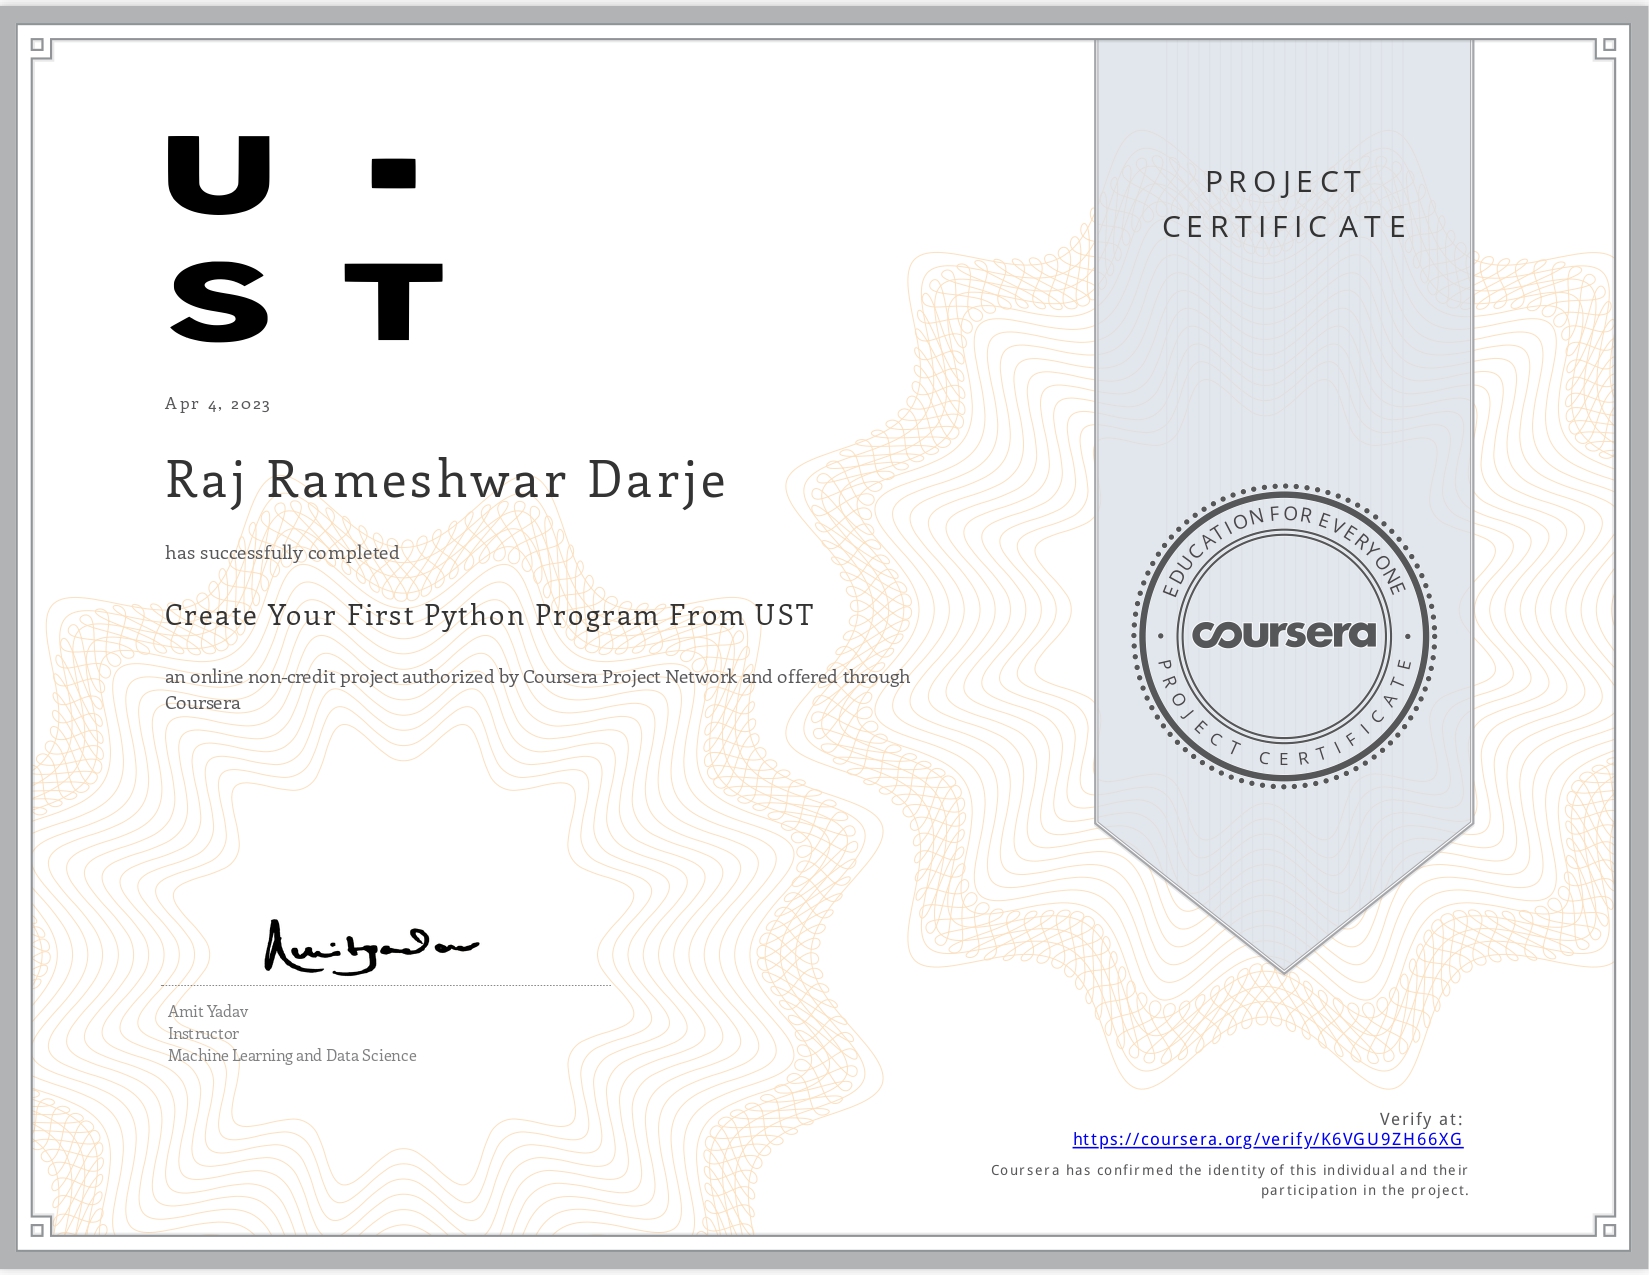 U ·
S T
Apr 4, 2023
Raj Rameshwar Darje
has successfully completed
Create Your First Python Program From UST
an online non-credit project authorized by Coursera Project Network and offered through
Coursera
Amit Yadav
Amit Yadav
Instructor
Machine Learning and Data Science
PROJECT
CERTIFICATE
EDUCATION FOR EVERYONE
coursera
PROJECT CERTIFICATE
Verify at:
https://coursera.org/verify/K6VGU9ZH66XG
Coursera has confirmed the identity of this individual and their
participation in the project.